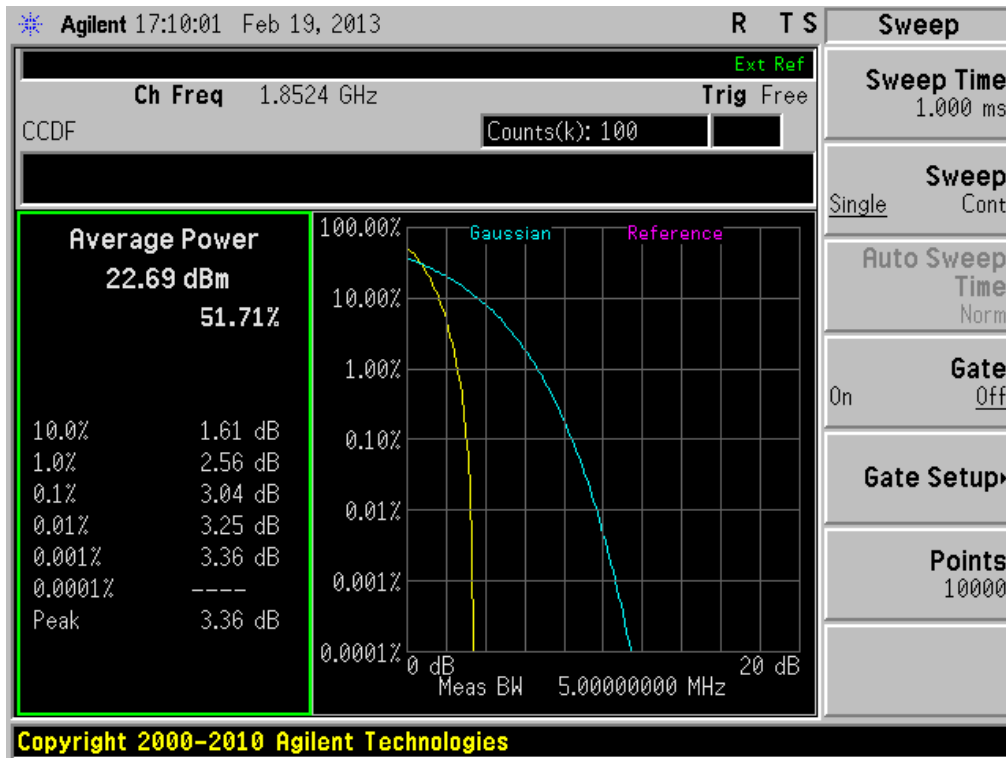 Agilent 17:10:01 Feb 19, 2013 R T S
Ext Ref
Ch Freq 1.8524 GHz Trig Free
CCDF Counts(k): 100
Average Power
22.69 dBm
51.71%
10.0% 1.61 dB
1.0% 2.56 dB
0.1% 3.04 dB
0.01% 3.25 dB
0.001% 3.36 dB
0.0001% ----
Peak 3.36 dB
Gaussian Reference
100.00%
10.00%
1.00%
0.10%
0.01%
0.001%
0.0001%
0 dB 20 dB
Meas BW 5.00000000 MHz
Sweep
Sweep Time
1.000 ms
Sweep
Single Cont
Auto Sweep
Time
Norm
Gate
On Off
Gate Setup
Points
10000
Copyright 2000-2010 Agilent Technologies